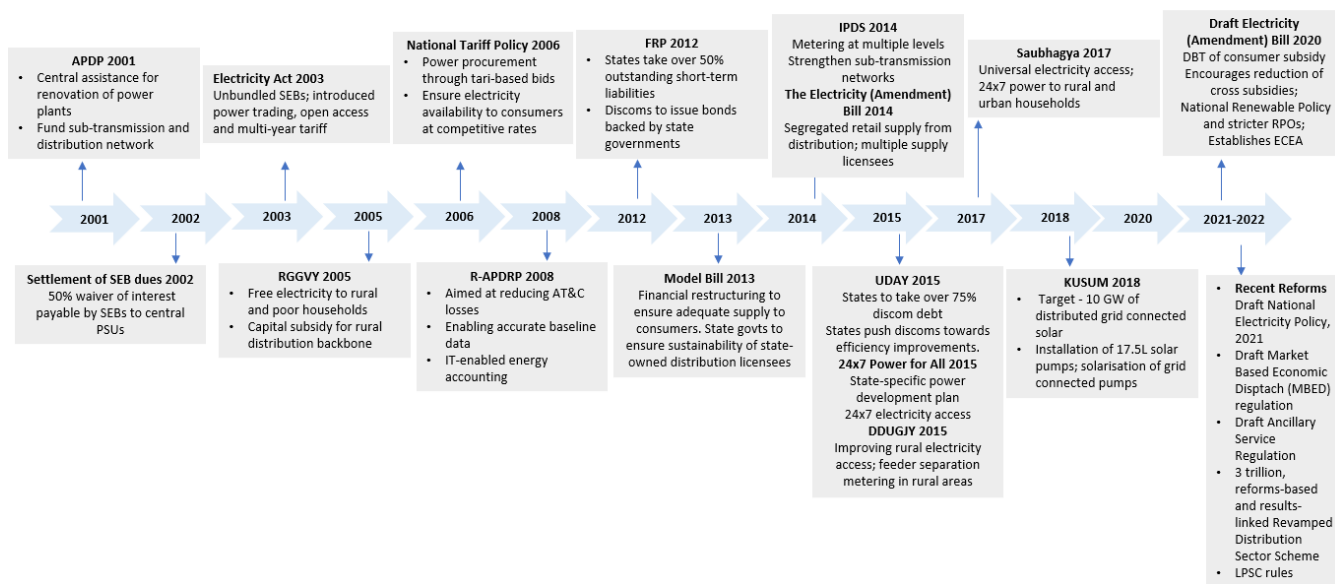 APDP 2001
• Central assistance for
renovation of power
plants
• Fund sub-transmission and
distribution network
Electricity Act 2003
Unbundled SEBs; introduced
power trading, open access
and multi-year tariff
National Tariff Policy 2006
• Power procurement
through tari-based bids
• Ensure electricity
availability to consumers
at competitive rates
FRP 2012
• States take over 50%
outstanding short-term
liabilities
• Discoms to issue bonds
backed by state
governments
IPDS 2014
Metering at multiple levels
Strengthen sub-transmission
networks
The Electricity (Amendment)
Bill 2014
Segregated retail supply from
distribution; multiple supply
licensees
Saubhagya 2017
Universal electricity access;
24x7 power to rural and
urban households
Draft Electricity
(Amendment) Bill 2020
DBT of consumer subsidy
Encourages reduction of
cross subsidies;
National Renewable Policy
and stricter RPOs;
Establishes ECEA
2001
2002
2003
2005
2006
2008
2012
2013
2014
2015
2017
2018
2020
2021-2022
Settlement of SEB dues 2002
50% waiver of interest
payable by SEBs to central
PSUs
RGGVY 2005
• Free electricity to rural
and poor households
• Capital subsidy for rural
distribution backbone
R-APDRP 2008
• Aimed at reducing AT&C
losses
• Enabling accurate baseline
data
• IT-enabled energy
accounting
Model Bill 2013
Financial restructuring to
ensure adequate supply to
consumers. State govts to
ensure sustainability of state-
owned distribution licensees
UDAY 2015
States to take over 75%
discom debt
States push discoms towards
efficiency improvements.
24x7 Power for All 2015
State-specific power
development plan
24x7 electricity access
DDUGJY 2015
Improving rural electricity
access; feeder separation
metering in rural areas
KUSUM 2018
• Target - 10 GW of
distributed grid connected
solar
• Installation of 17.5L solar
pumps; solarisation of grid
connected pumps
• Recent Reforms
Draft National
Electricity Policy,
2021
• Draft Market
Based Economic
Disptach (MBED)
regulation
• Draft Ancillary
Service
Regulation
• 3 trillion,
reforms-based
and results-
linked Revamped
Distribution
Sector Scheme
• LPSC rules